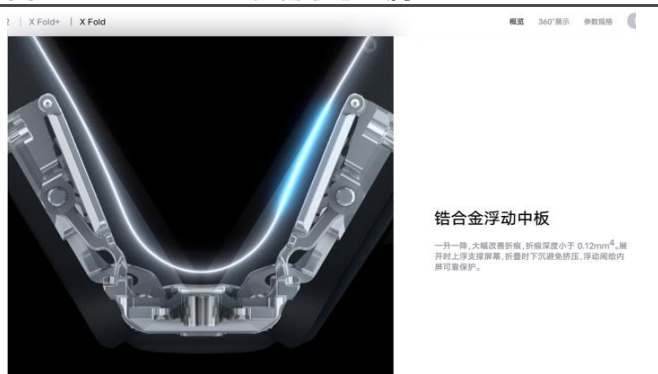 2 | X Fold+ | X Fold
概览 360°展示 参数规格
锆合金浮动中板
一升一降,大幅改善折痕,折痕深度小于 0.12mm4。展
开时上浮支撑屏幕,折叠时下沉避免挤压,浮动间给内
屏可靠保护。